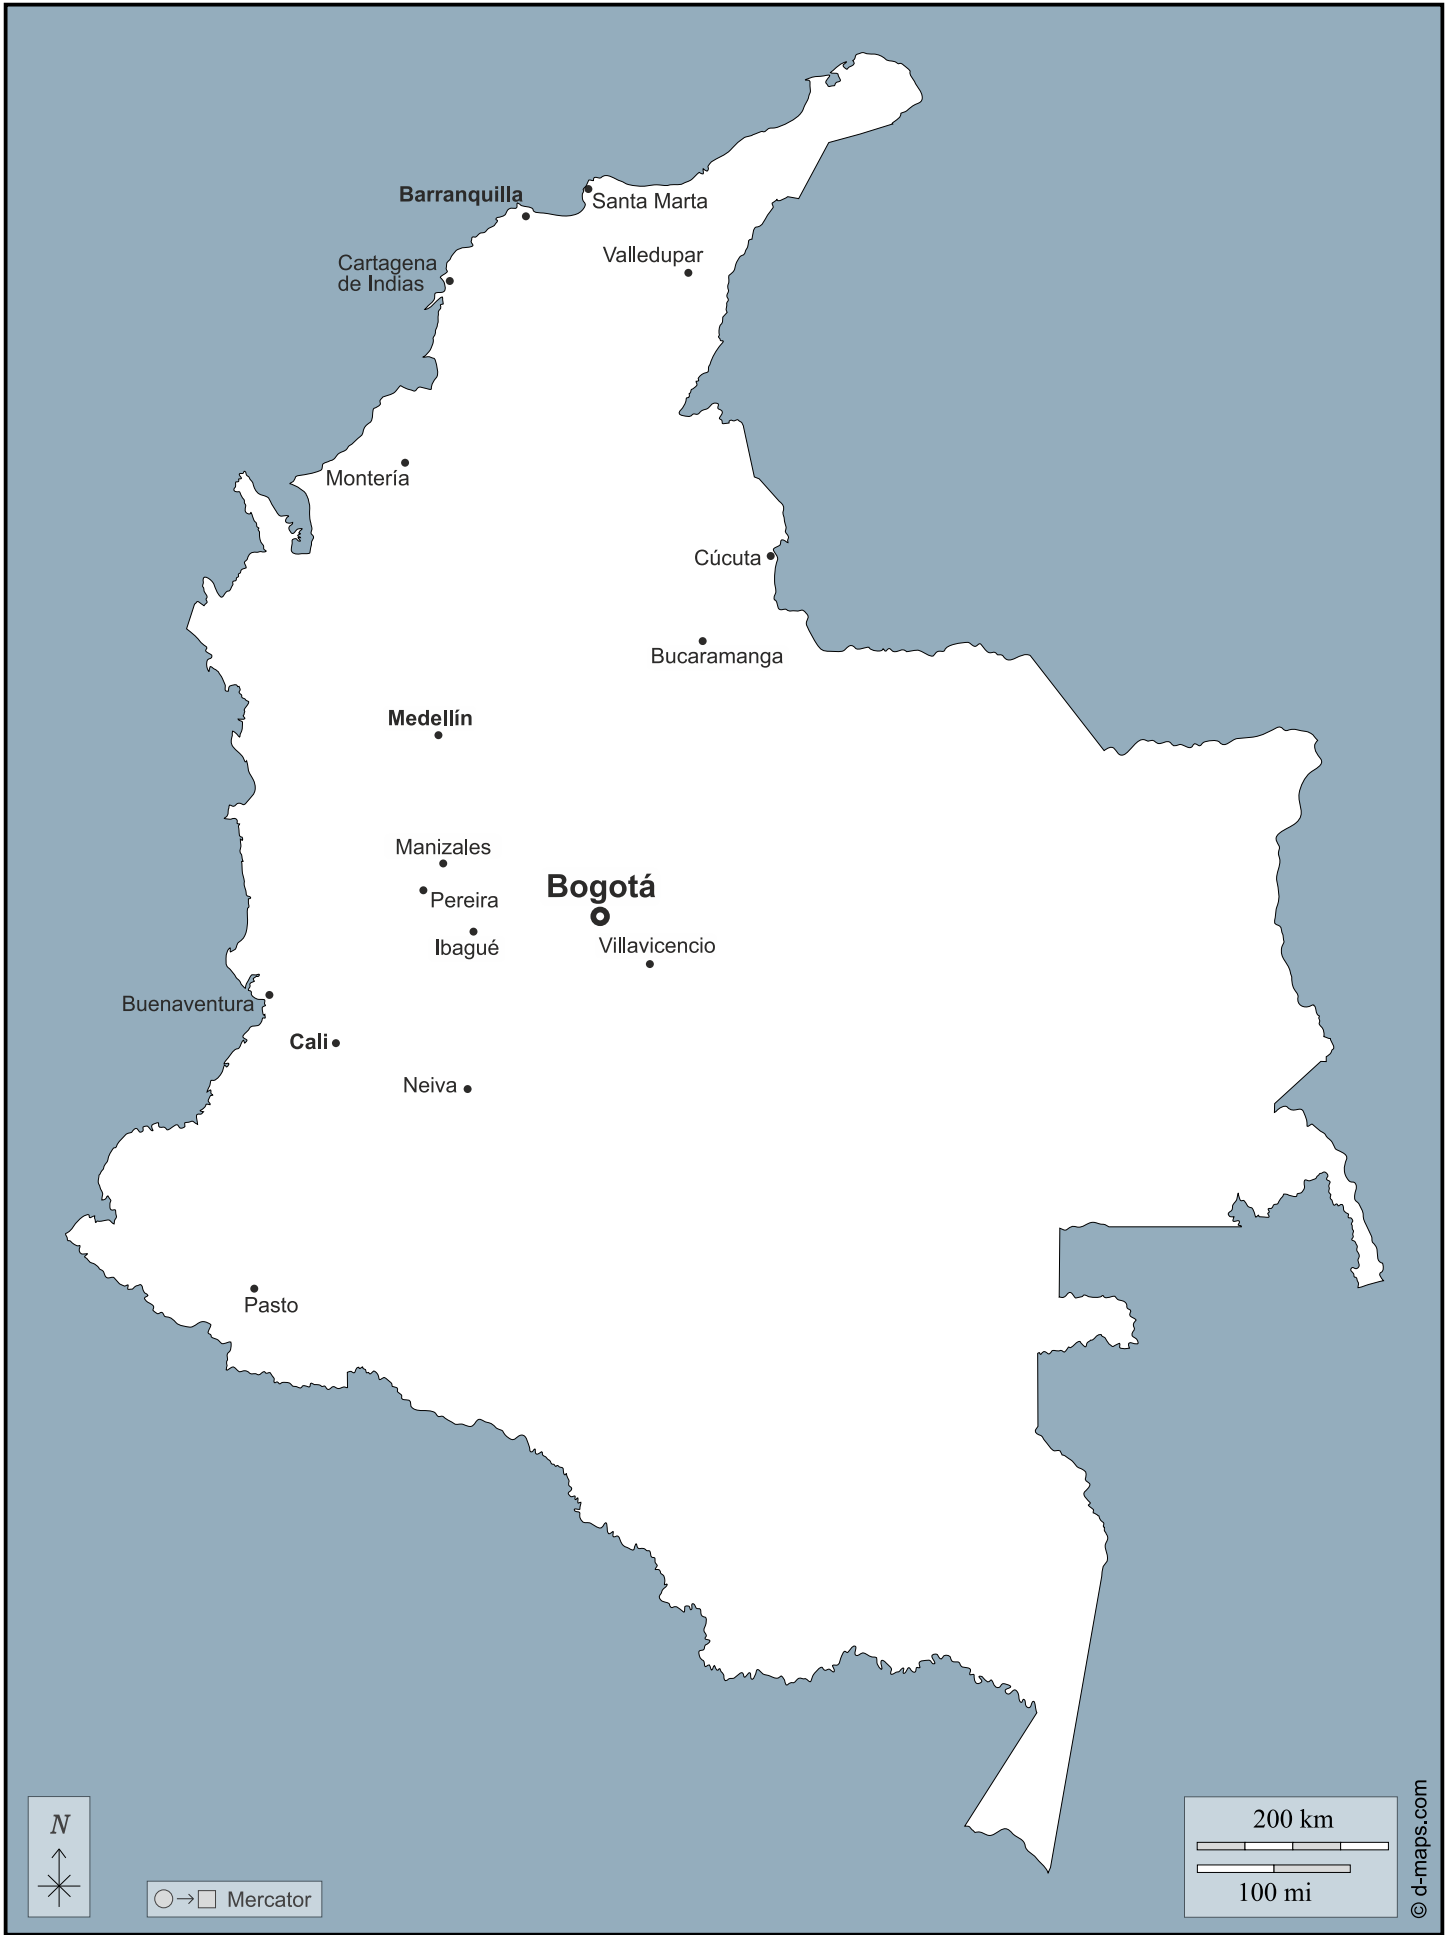 Barranquilla
Santa Marta
Valledupar
Cartagena
de Indias
Montería
Cúcuta
Bucaramanga
Medellín
Manizales
Bogotá
Pereira
Ibagué
Villavicencio
Buenaventura
Cali
Neiva
Pasto
N
Mercator
200 km
100 mi
© d-maps.com